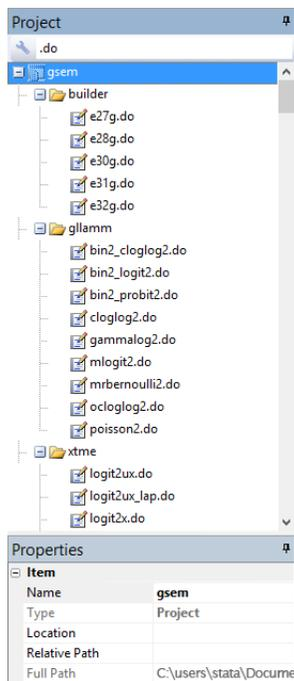 Project
.do
gsem
builder
e27g.do
e28g.do
e30g.do
e31g.do
e32g.do
gllamm
bin2_cloglog2.do
bin2_logit2.do
bin2_probit2.do
cloglog2.do
gammalog2.do
mlogit2.do
mrbernoulli2.do
ocloglog2.do
poisson2.do
xtme
logit2ux.do
logit2ux_lap.do
logit2x.do
Properties
Item
Name gsem
Type Project
Location
Relative Path
Full Path C:\users\stata\Docume